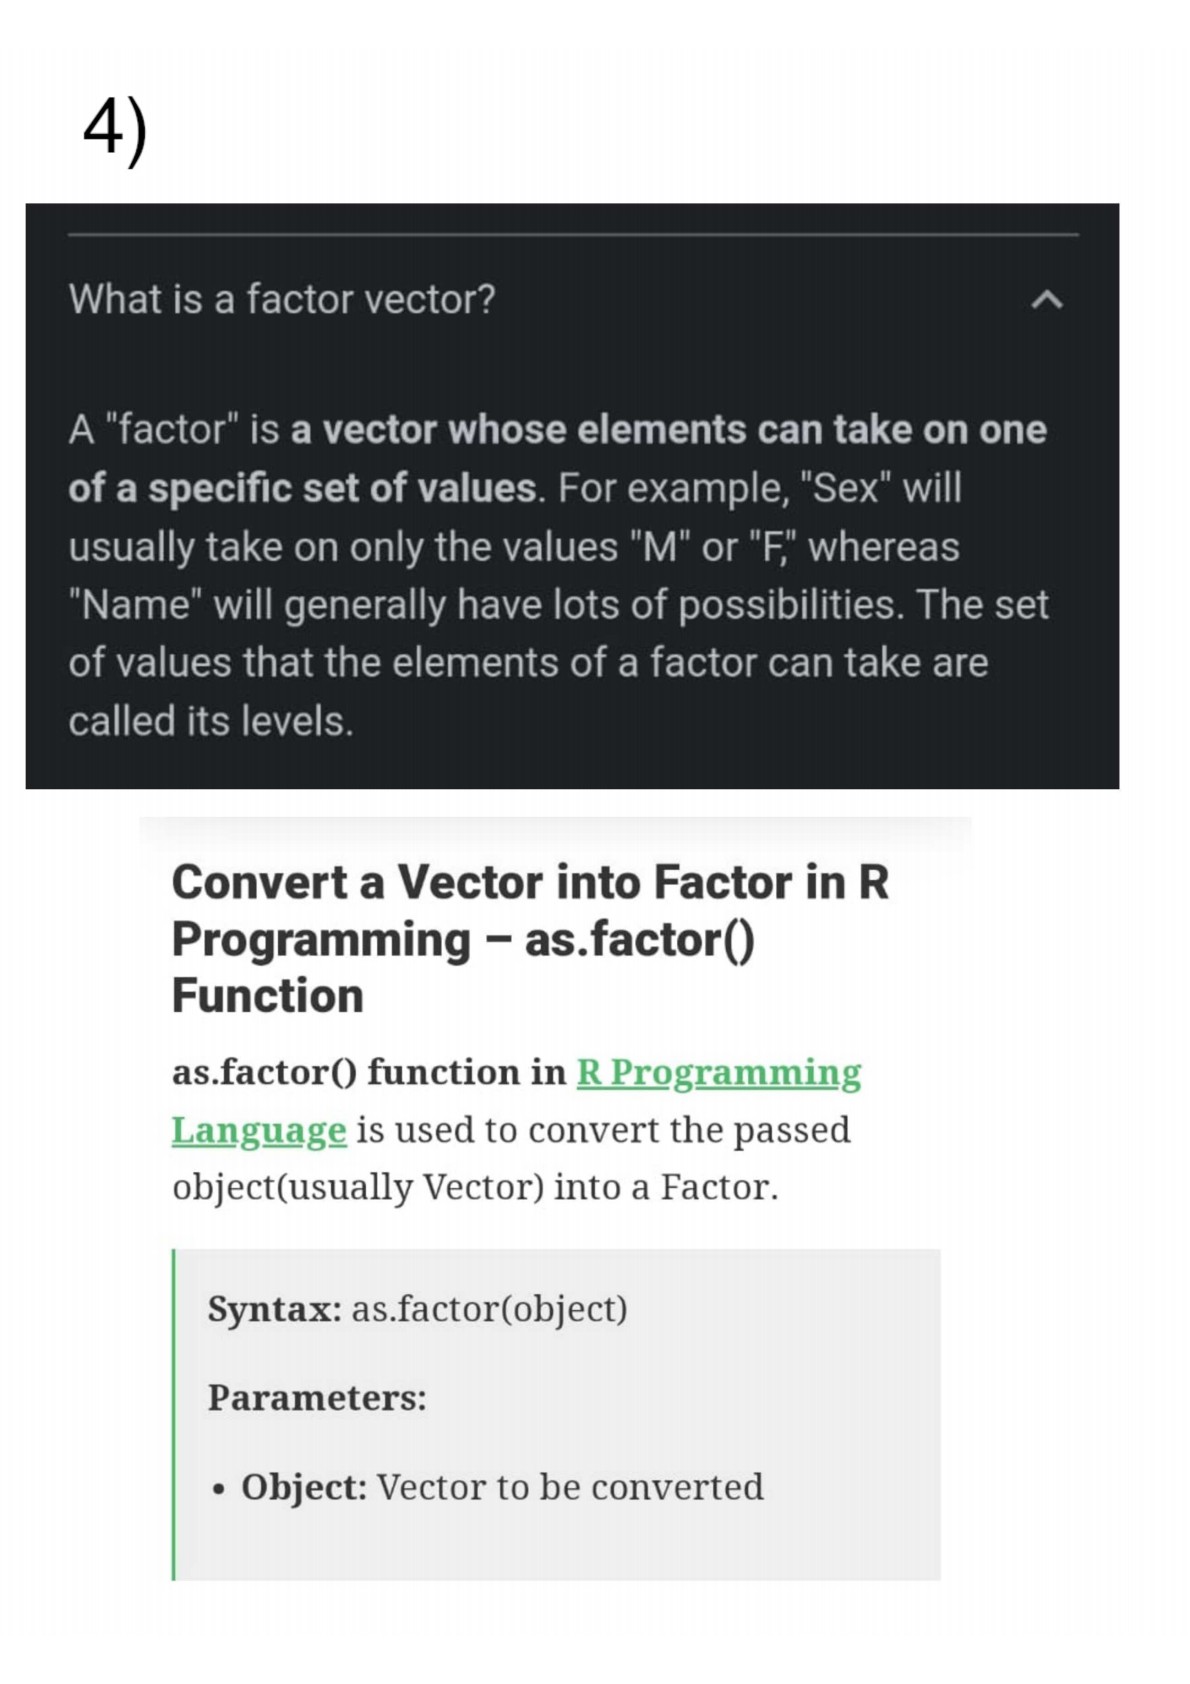 4)
What is a factor vector?
A "factor" is a vector whose elements can take on one
of a specific set of values. For example, "Sex" will
usually take on only the values "M" or "F," whereas
"Name" will generally have lots of possibilities. The set
of values that the elements of a factor can take are
called its levels.
Convert a Vector into Factor in R
Programming – as.factor()
Function
as.factor() function in R Programming
Language is used to convert the passed
object(usually Vector) into a Factor.
Syntax: as.factor(object)
Parameters:
• Object: Vector to be converted